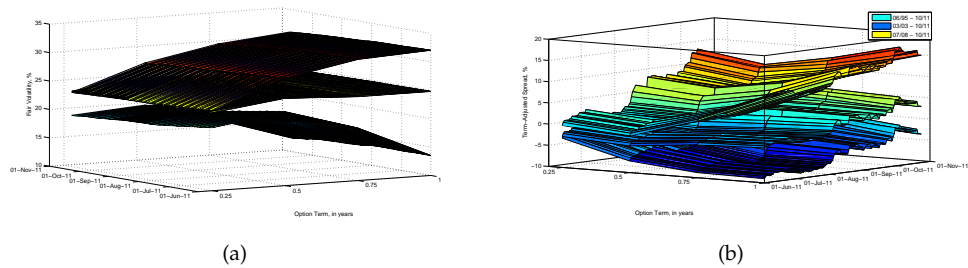 35
30
25
20
15
10
Fair Volatility, %
01-Nov-11
01-Oct-11
01-Sep-11
01-Aug-11
01-Jul-11
01-Jun-11
0.25
0.5
0.75
1
Option Term, in years
(a)
06/95 - 10/11
03/03 - 10/11
07/08 - 10/11
20
15
10
5
0
-5
-10
Term-Adjusted Spread, %
0.25
0.5
0.75
1
01-Jun-11
01-Jul-11
01-Aug-11
01-Sep-11
01-Oct-11
01-Nov-11
Option Term, in years
(b)